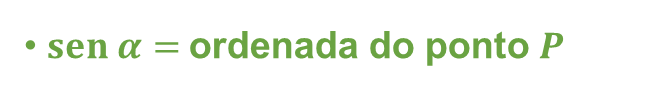 • sen α = ordenada do ponto P